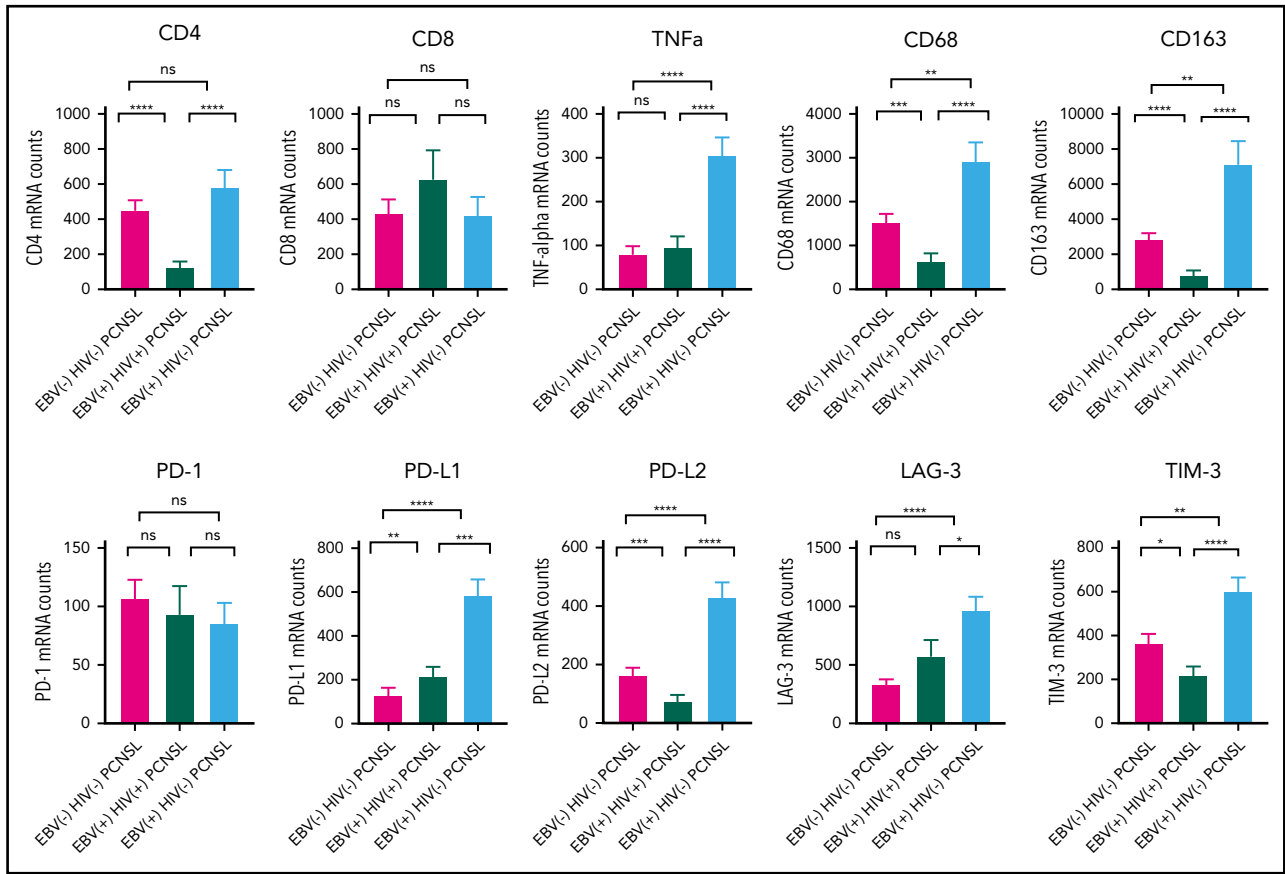 CD4
ns
****
****
1000
800
600
400
200
0
CD4 mRNA counts
EBV(-) HIV(-) PCNSL
EBV(+) HIV(+) PCNSL
EBV(+) HIV(-) PCNSL
CD8
ns
ns
ns
1000
800
600
400
200
0
CD8 mRNA counts
EBV(-) HIV(-) PCNSL
EBV(+) HIV(+) PCNSL
EBV(+) HIV(-) PCNSL
TNFa
****
ns
****
400
300
200
100
0
TNF-alpha mRNA counts
EBV(-) HIV(-) PCNSL
EBV(+) HIV(+) PCNSL
EBV(+) HIV(-) PCNSL
CD68
**
***
****
4000
3000
2000
1000
0
CD68 mRNA counts
EBV(-) HIV(-) PCNSL
EBV(+) HIV(+) PCNSL
EBV(+) HIV(-) PCNSL
CD163
**
****
****
10000
8000
6000
4000
2000
0
CD163 mRNA counts
EBV(-) HIV(-) PCNSL
EBV(+) HIV(+) PCNSL
EBV(+) HIV(-) PCNSL
PD-1
ns
ns
ns
150
100
50
0
PD-1 mRNA counts
EBV(-) HIV(-) PCNSL
EBV(+) HIV(+) PCNSL
EBV(+) HIV(-) PCNSL
PD-L1
****
**
***
800
600
400
200
0
PD-L1 mRNA counts
EBV(-) HIV(-) PCNSL
EBV(+) HIV(+) PCNSL
EBV(+) HIV(-) PCNSL
PD-L2
****
***
****
600
400
200
0
PD-L2 mRNA counts
EBV(-) HIV(-) PCNSL
EBV(+) HIV(+) PCNSL
EBV(+) HIV(-) PCNSL
LAG-3
****
ns
*
1500
1000
500
0
LAG-3 mRNA counts
EBV(-) HIV(-) PCNSL
EBV(+) HIV(+) PCNSL
EBV(+) HIV(-) PCNSL
TIM-3
**
*
****
800
600
400
200
0
TIM-3 mRNA counts
EBV(-) HIV(-) PCNSL
EBV(+) HIV(+) PCNSL
EBV(+) HIV(-) PCNSL